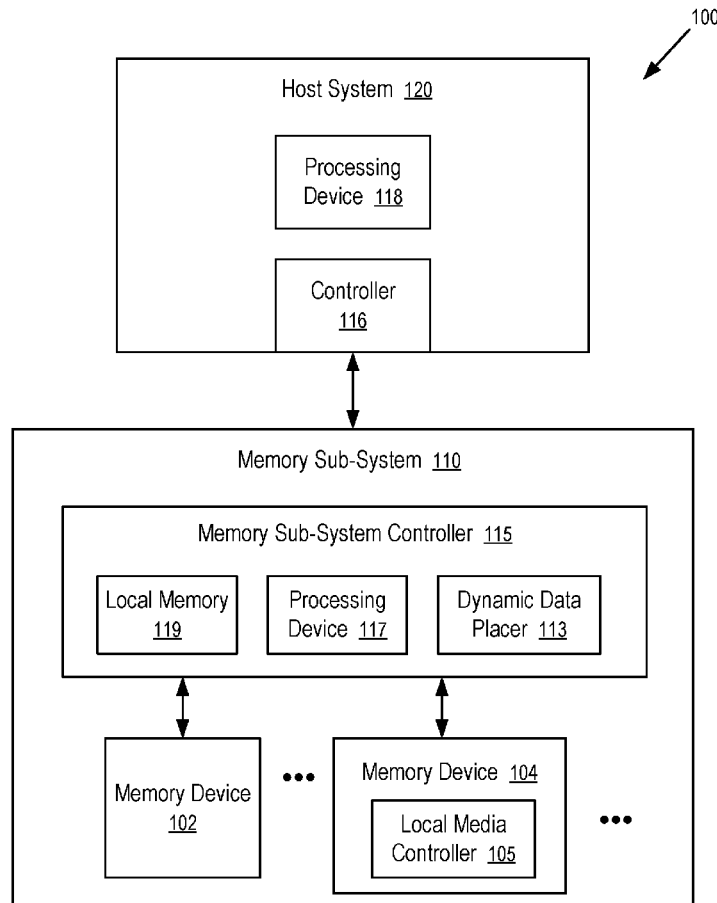 100
Host System 120
Processing
Device 118
Controller
116
Memory Sub-System 110
Memory Sub-System Controller 115
Local Memory
119
Processing
Device 117
Dynamic Data
Placer 113
Memory Device
102
Memory Device 104
Local Media
Controller 105